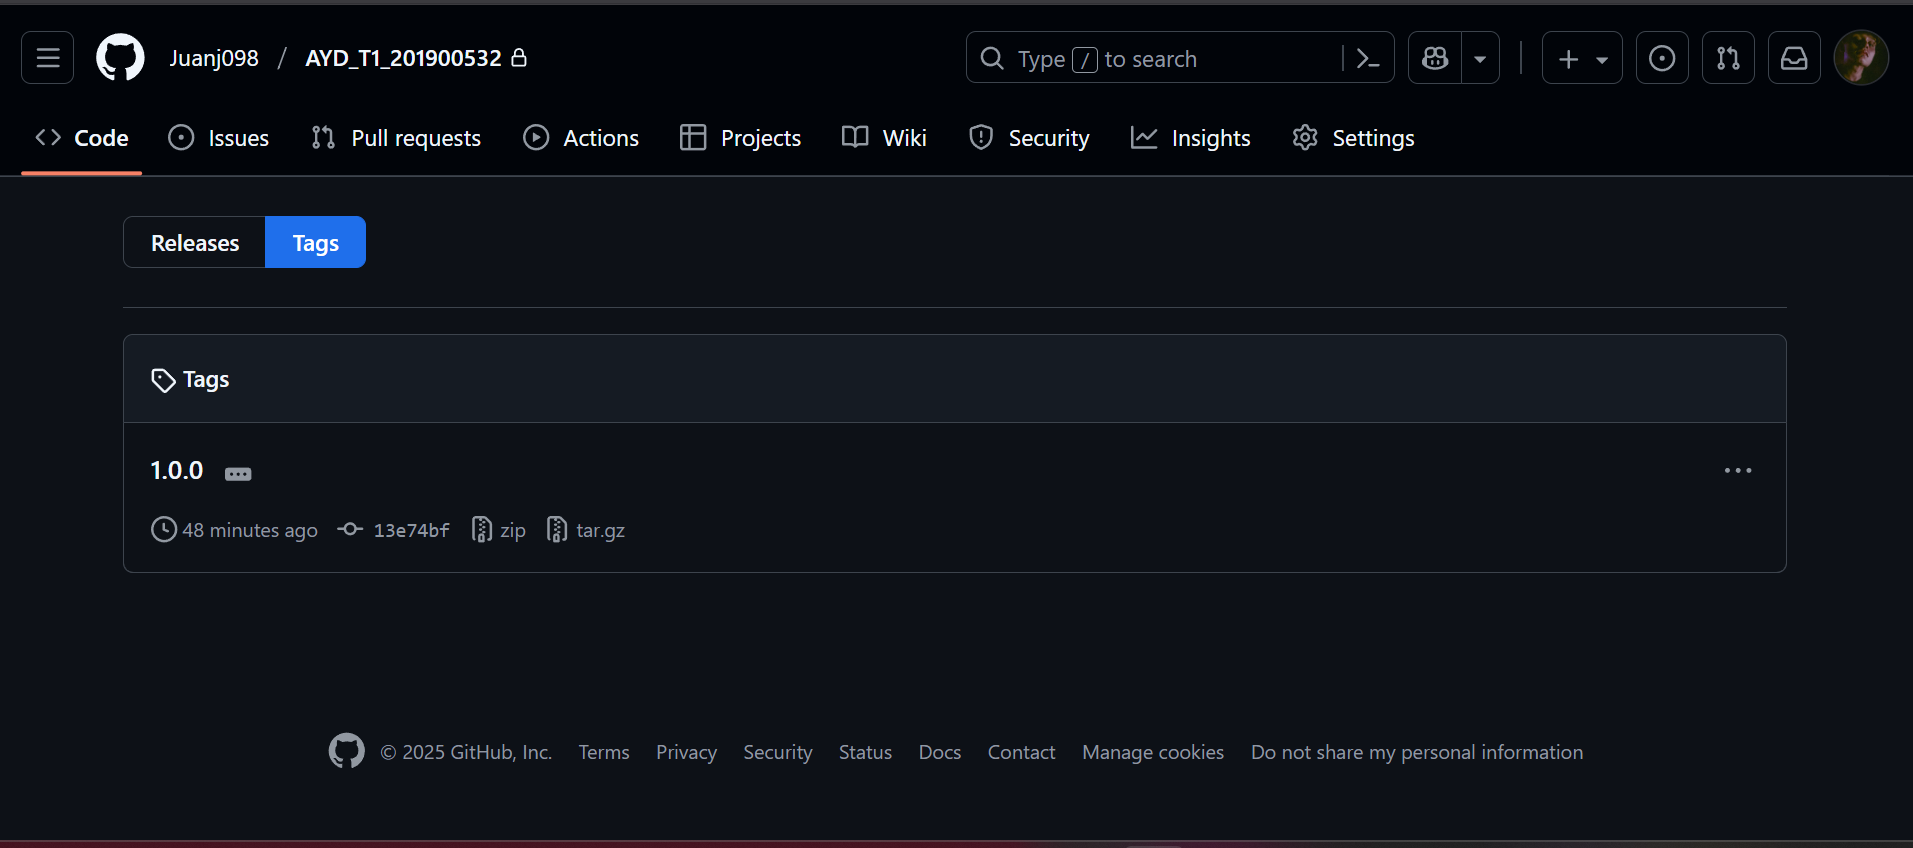 Juanj098 / AYD_T1_201900532
Type / to search
Code Issues Pull requests Actions Projects Wiki Security Insights Settings
Releases Tags
Tags
1.0.0
48 minutes ago 13e74bf zip tar.gz
© 2025 GitHub, Inc. Terms Privacy Security Status Docs Contact Manage cookies Do not share my personal information